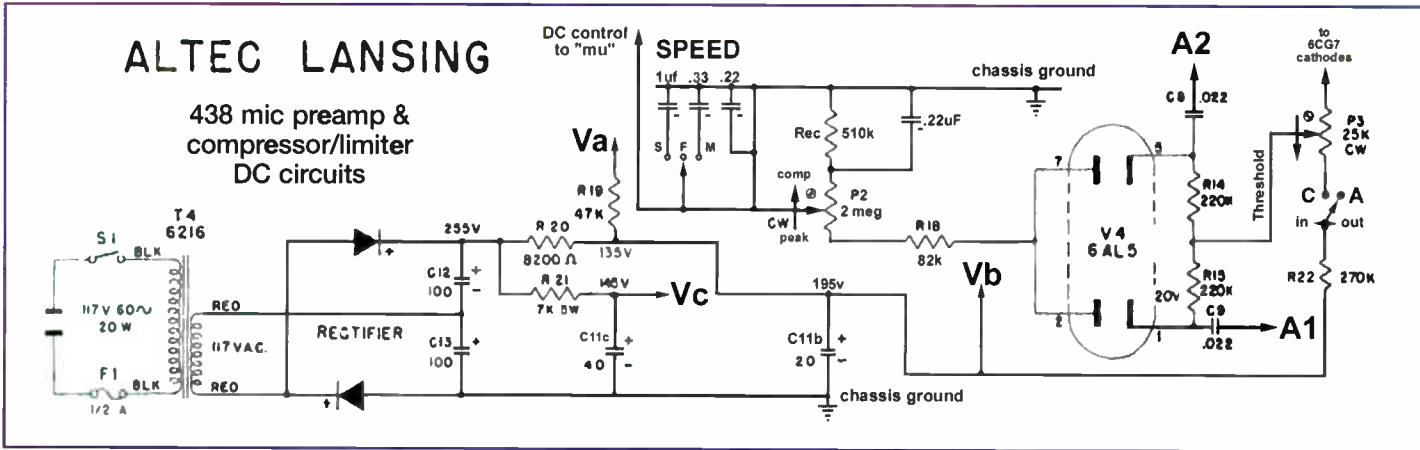 ALTEC LANSING
438 mic preamp &
compressor/limiter
DC circuits
DC control
to "mu"
SPEED
1uf .33 .22
S F M
chassis ground
Rec
510k
.22uF
Va
R19
47K
comp
CW
peak
P2
2 meg
R18
82k
7
5
2
1
V4
6AL5
A2
C8 .022
R14
220K
R15
220K
20V
C9
.022
A1
Threshold
to
6CG7
cathodes
P3
25K
CW
C A
in out
R22
270K
T4
6216
S1
BLK
117V 60~
20 W
F1
BLK
1/2 A
RED
117VAC.
RED
RECTIFIER
+
+
255V
C12
100
+
-
C13
100
+
R 20
8200 Ω
135V
R 21
7K 5W
145V
Vc
C11c
40
+
-
195v
C11b
20
+
-
chassis ground
Vb